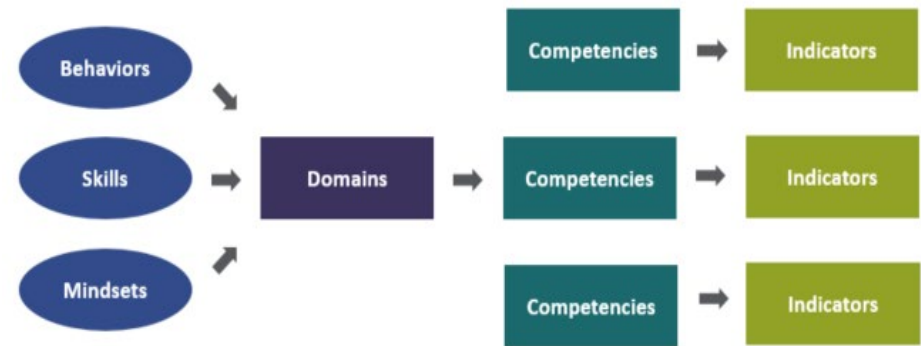 Behaviors
Skills
Mindsets
Domains
Competencies
Indicators
Competencies
Indicators
Competencies
Indicators